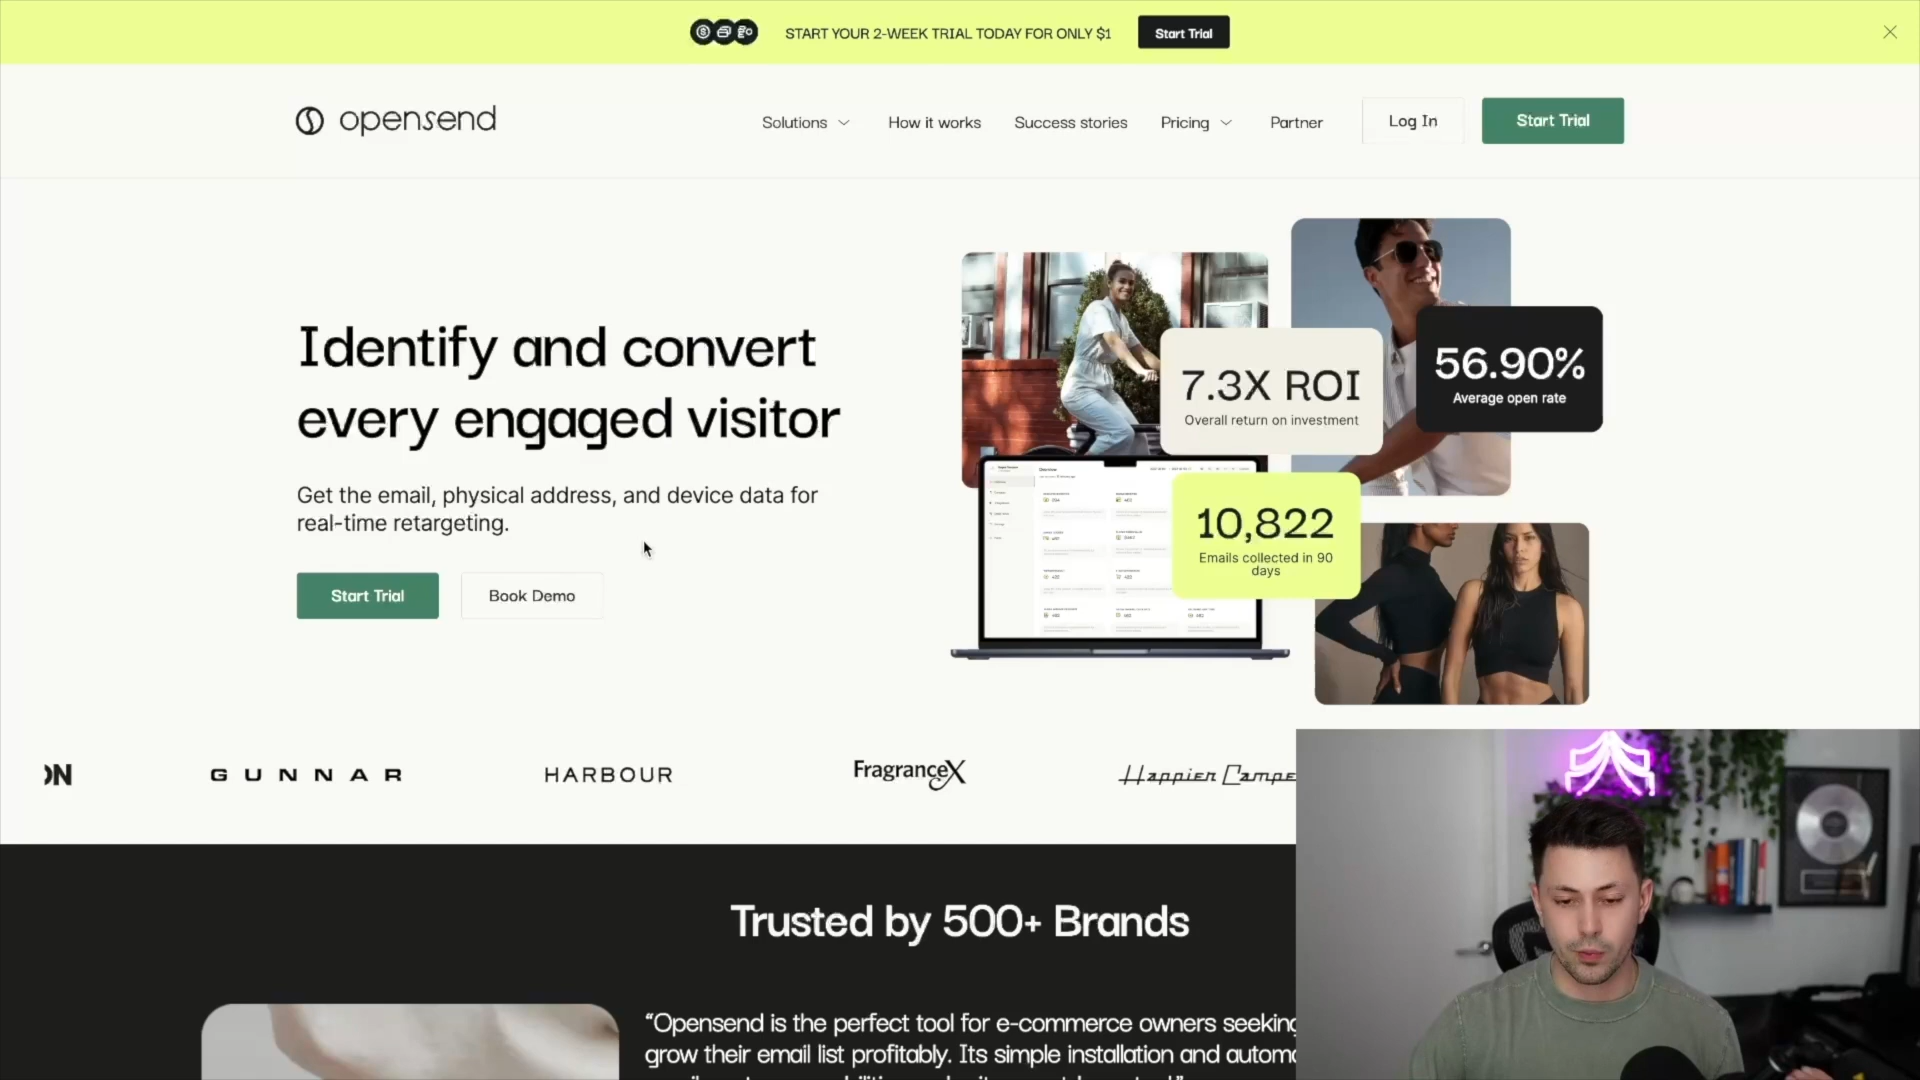 START YOUR 2-WEEK TRIAL TODAY FOR ONLY $1
Start Trial
opensend
Solutions
How it works
Success stories
Pricing
Partner
Log In
Start Trial
Identify and convert
every engaged visitor
Get the email, physical address, and device data for
real-time retargeting.
Start Trial
Book Demo
7.3X ROI
Overall return on investment
56.90%
Average open rate
10,822
Emails collected in 90
days
GUNNAR
HARBOUR
FragranceX
Happier Campe
Trusted by 500+ Brands
“Opensend is the perfect tool for e-commerce owners seeking
grow their email list profitably. Its simple installation and automa